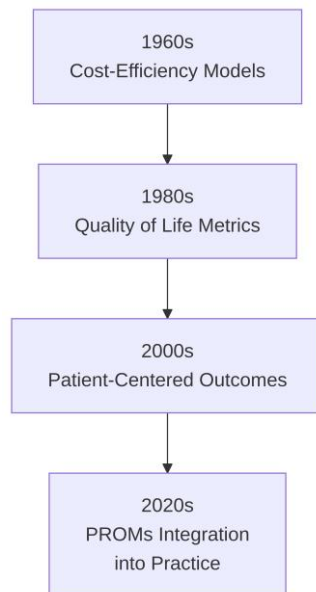 1960s
Cost-Efficiency Models
1980s
Quality of Life Metrics
2000s
Patient-Centered Outcomes
2020s
PROMs Integration
into Practice